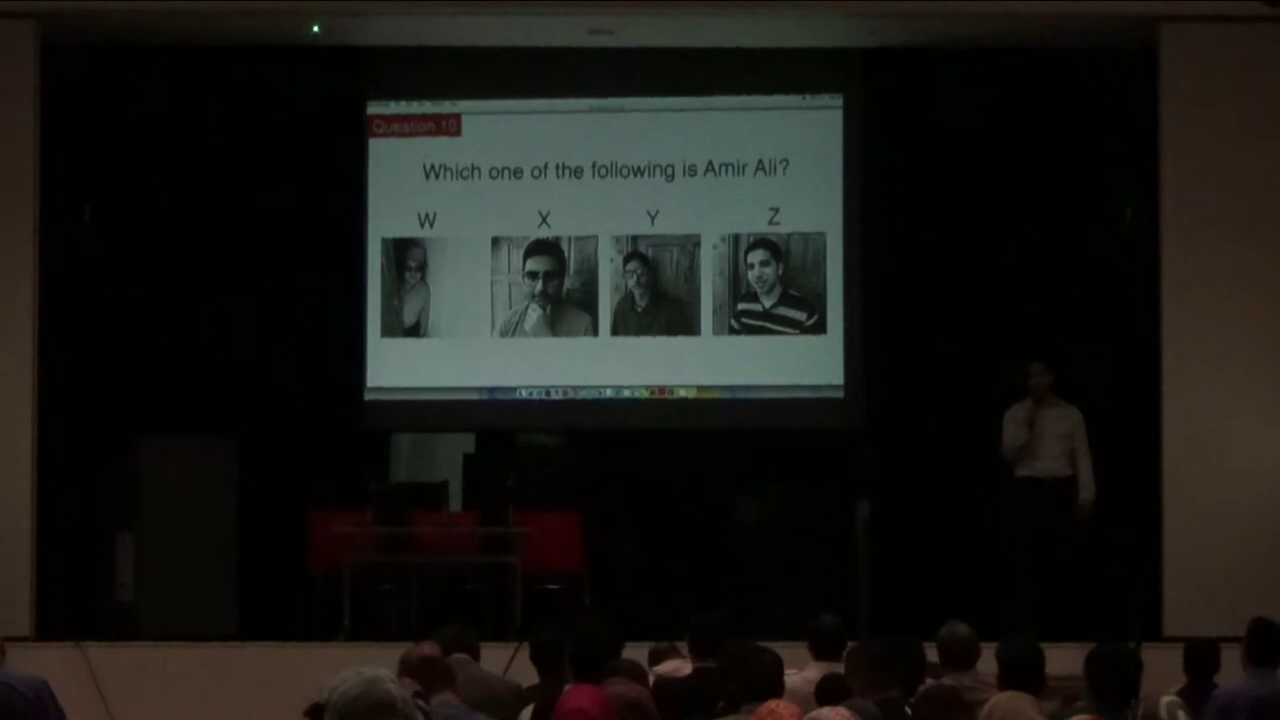 Question 10
Which one of the following is Amir Ali?
W X Y Z